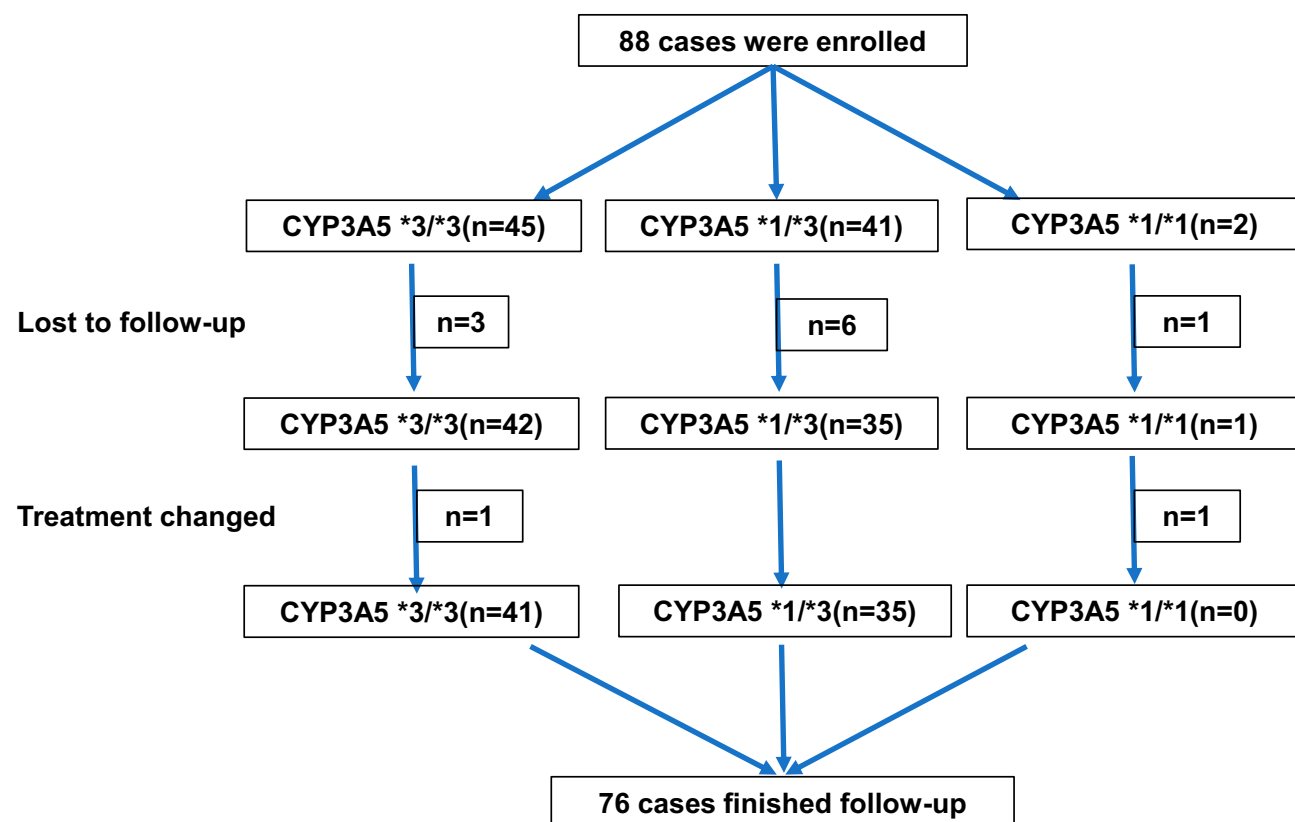 88 cases were enrolled
CYP3A5 *3/*3(n=45)
CYP3A5 *1/*3(n=41)
CYP3A5 *1/*1(n=2)
Lost to follow-up
n=3
n=6
n=1
CYP3A5 *3/*3(n=42)
CYP3A5 *1/*3(n=35)
CYP3A5 *1/*1(n=1)
Treatment changed
n=1
n=1
CYP3A5 *3/*3(n=41)
CYP3A5 *1/*3(n=35)
CYP3A5 *1/*1(n=0)
76 cases finished follow-up